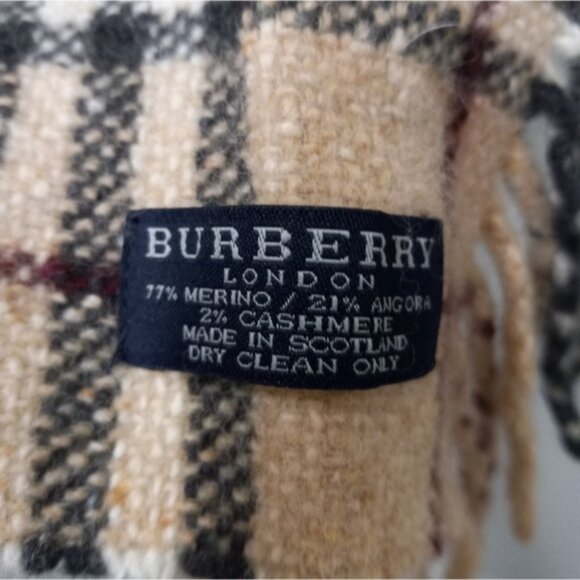 BURBERRY
LONDON
77% MERINO / 21% ANGORA
2% CASHMERE
MADE IN SCOTLAND
DRY CLEAN ONLY